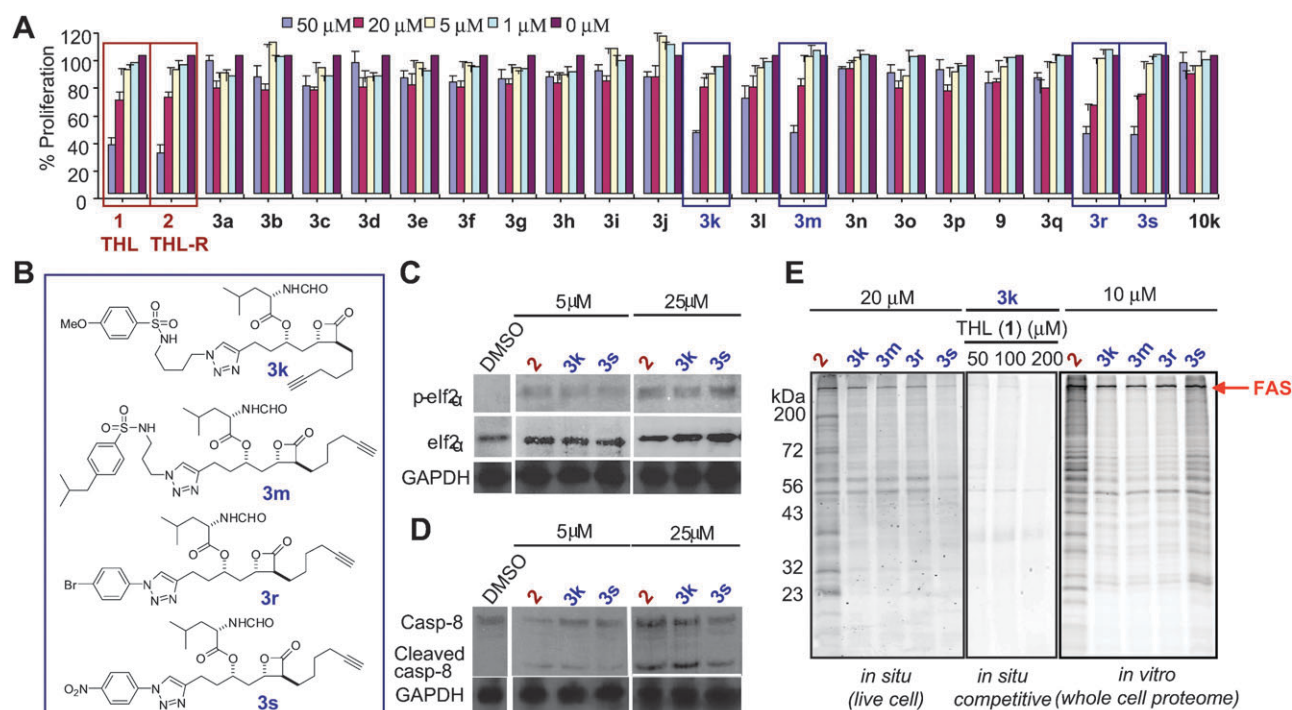 A
50 μM 20 μM 5 μM 1 μM 0 μM
% Proliferation
120
100
80
60
40
20
0
1 2 3a 3b 3c 3d 3e 3f 3g 3h 3i 3j 3k 3l 3m 3n 3o 3p 9 3q 3r 3s 10k
THL THL-R
B
NHCHO
MeO
3k
NHCHO
3m
NHCHO
Br
3r
NHCHO
O₂N
3s
C
5μM 25μM
DMSO 2 3k 3s 2 3k 3s
p-eIf2α
eIf2α
GAPDH
D
5μM 25μM
DMSO 2 3k 3s 2 3k 3s
Casp-8
Cleaved
casp-8
GAPDH
E
20 μM 3k 10 μM
THL (1) (μM)
2 3k 3m 3r 3s 50 100 200 2 3k 3m 3r 3s
kDa
FAS
200
72
56
43
32
23
in situ in situ in vitro
(live cell) competitive (whole cell proteome)